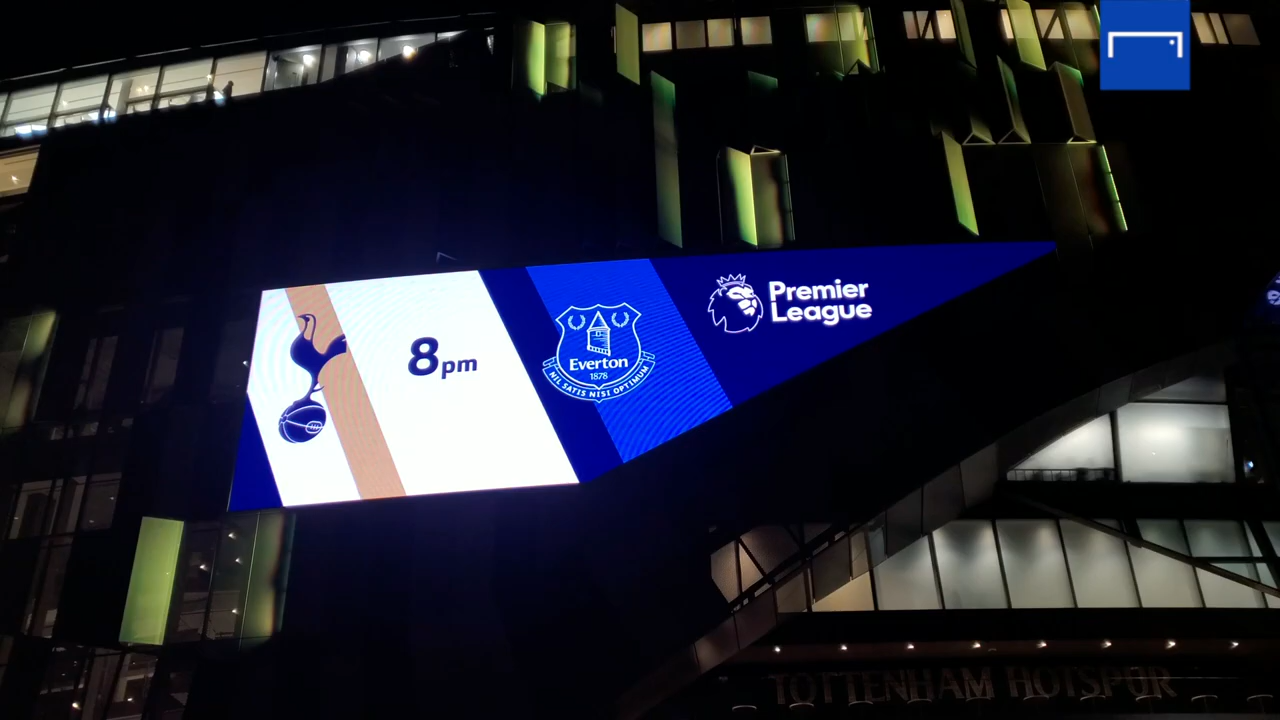 8pm
Everton
1878
NIL SATIS NISI OPTIMUM
Premier
League
TOTTENHAM HOTSPUR